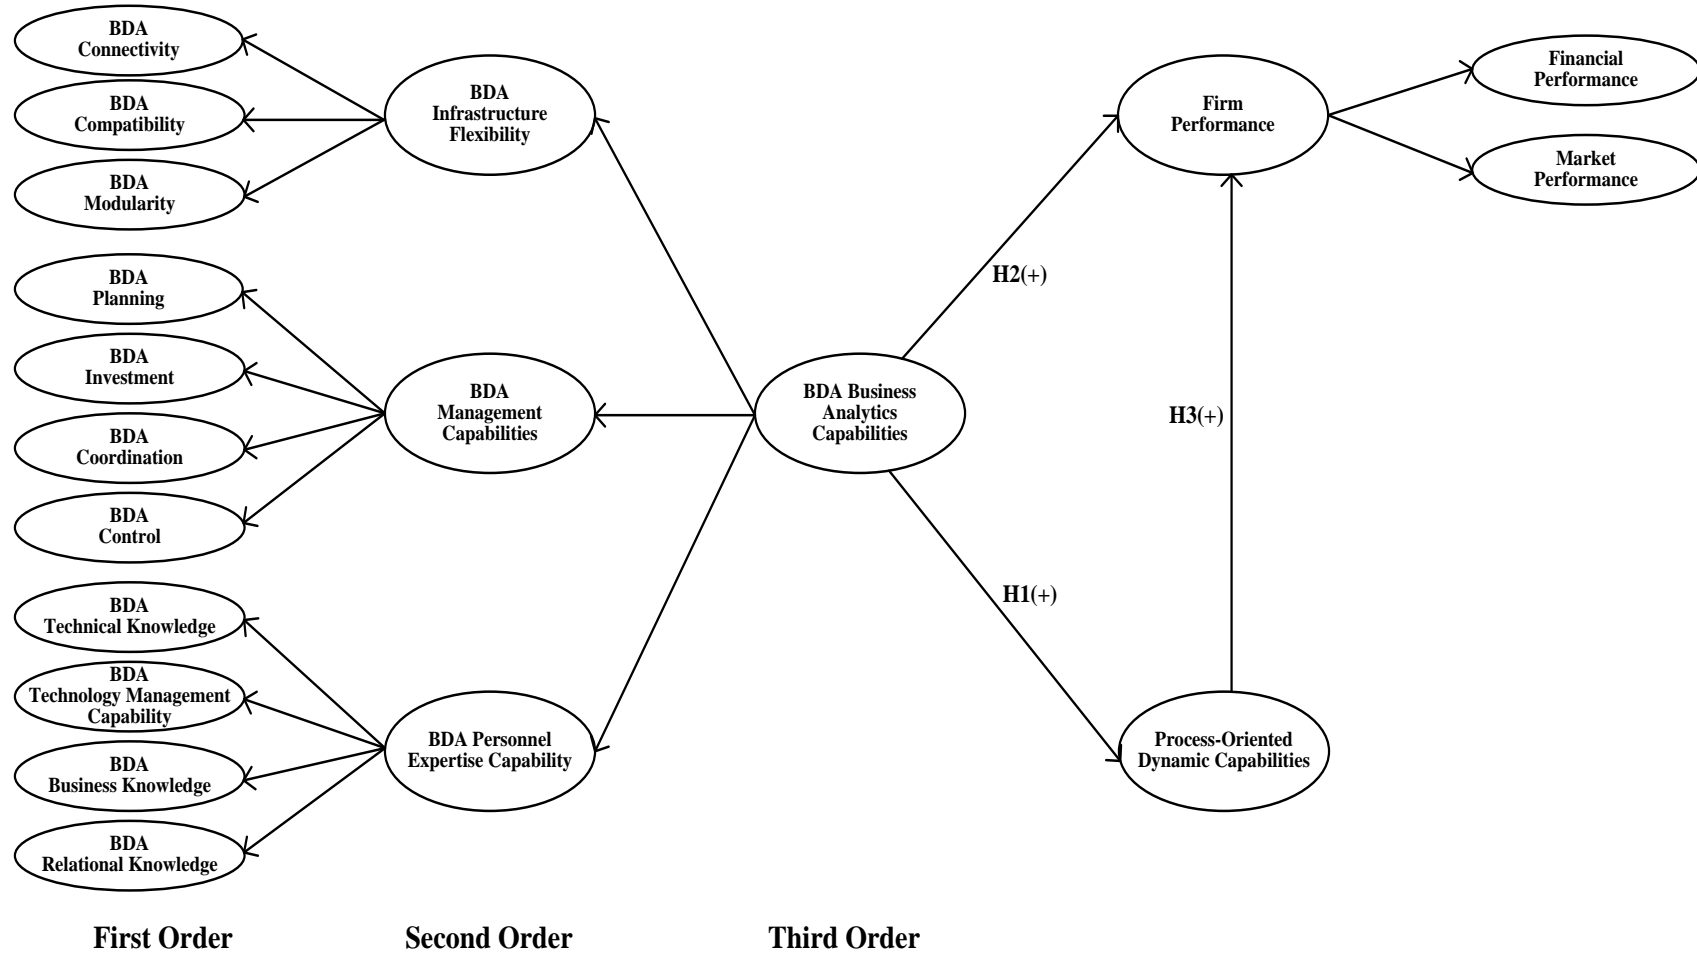 BDA
Connectivity
BDA
Compatibility
BDA
Modularity
BDA
Planning
BDA
Investment
BDA
Coordination
BDA
Control
BDA
Technical Knowledge
BDA
Technology Management
Capability
BDA
Business Knowledge
BDA
Relational Knowledge
BDA
Infrastructure
Flexibility
BDA
Management
Capabilities
BDA Personnel
Expertise Capability
BDA Business
Analytics
Capabilities
H2(+)
H1(+)
H3(+)
Firm
Performance
Process-Oriented
Dynamic Capabilities
Financial
Performance
Market
Performance
First Order
Second Order
Third Order